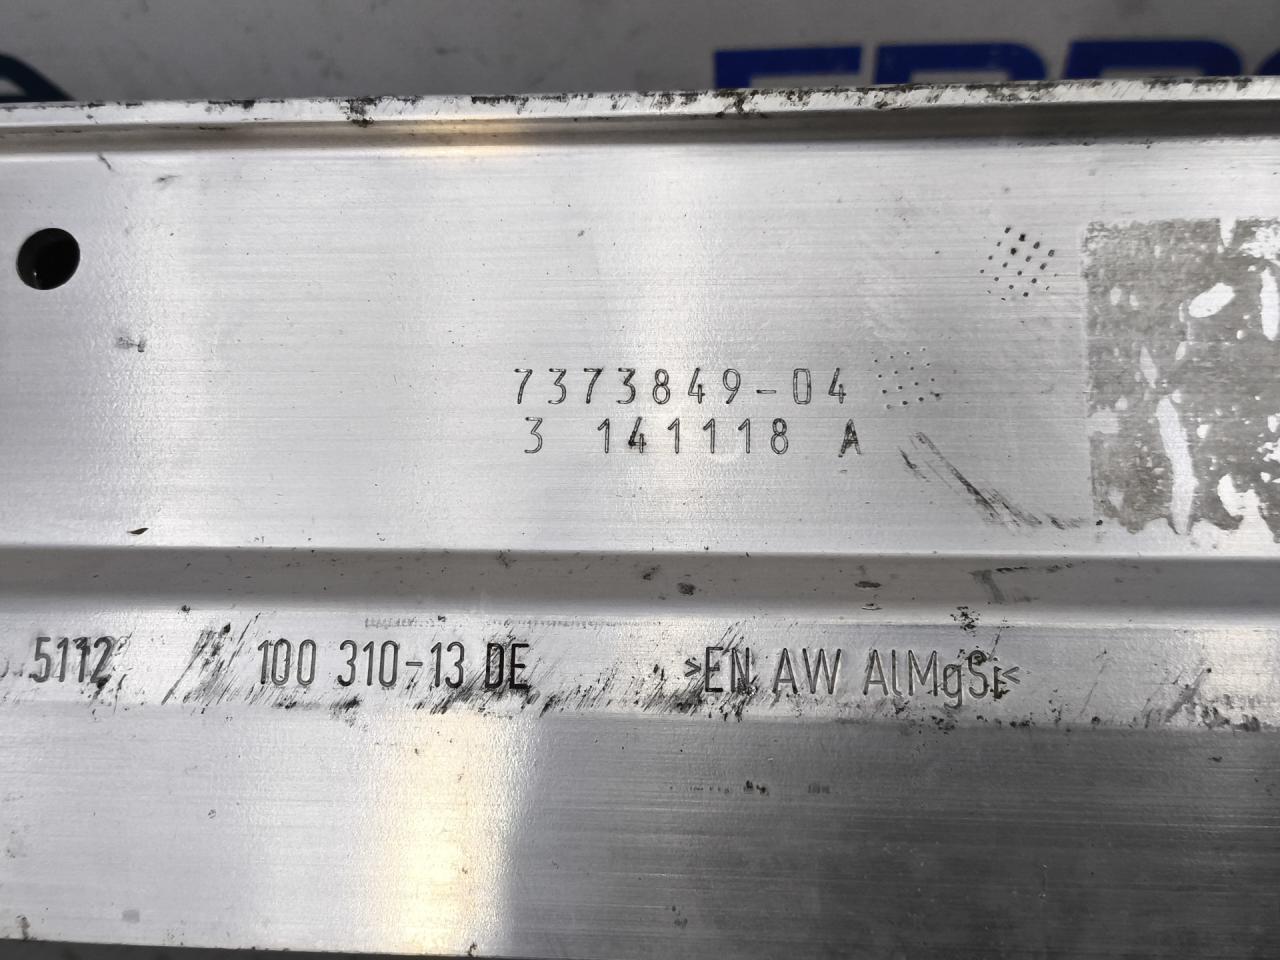 7373849-04
3 141118 A
5112 100 310-13 DE >EN AW AlMgSi<